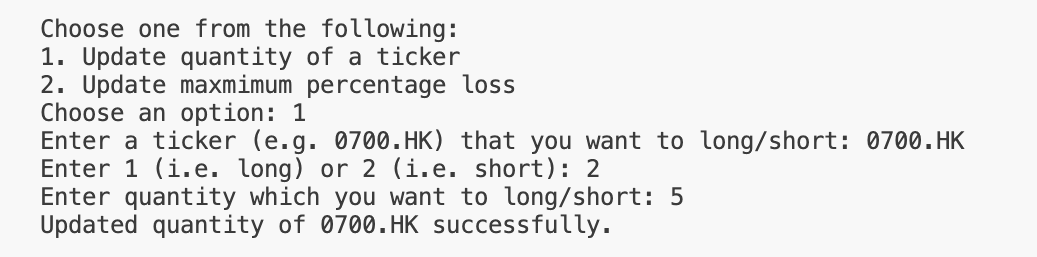 Choose one from the following:
1. Update quantity of a ticker
2. Update maxmimum percentage loss
Choose an option: 1
Enter a ticker (e.g. 0700.HK) that you want to long/short: 0700.HK
Enter 1 (i.e. long) or 2 (i.e. short): 2
Enter quantity which you want to long/short: 5
Updated quantity of 0700.HK successfully.